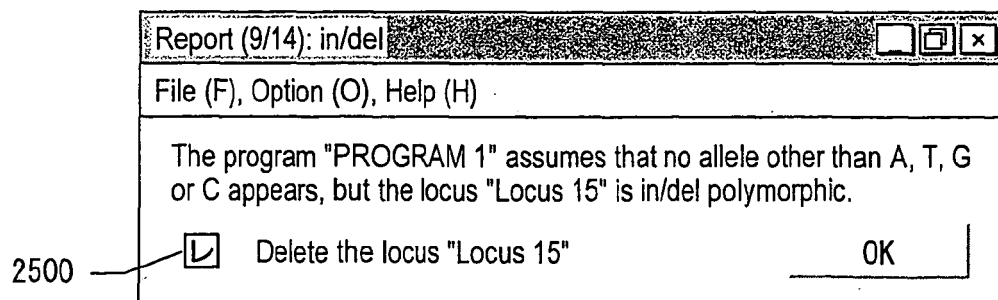 Report (9/14): in/del
File (F), Option (O), Help (H)
The program "PROGRAM 1" assumes that no allele other than A, T, G
or C appears, but the locus "Locus 15" is in/del polymorphic.
2500
Delete the locus "Locus 15"
OK